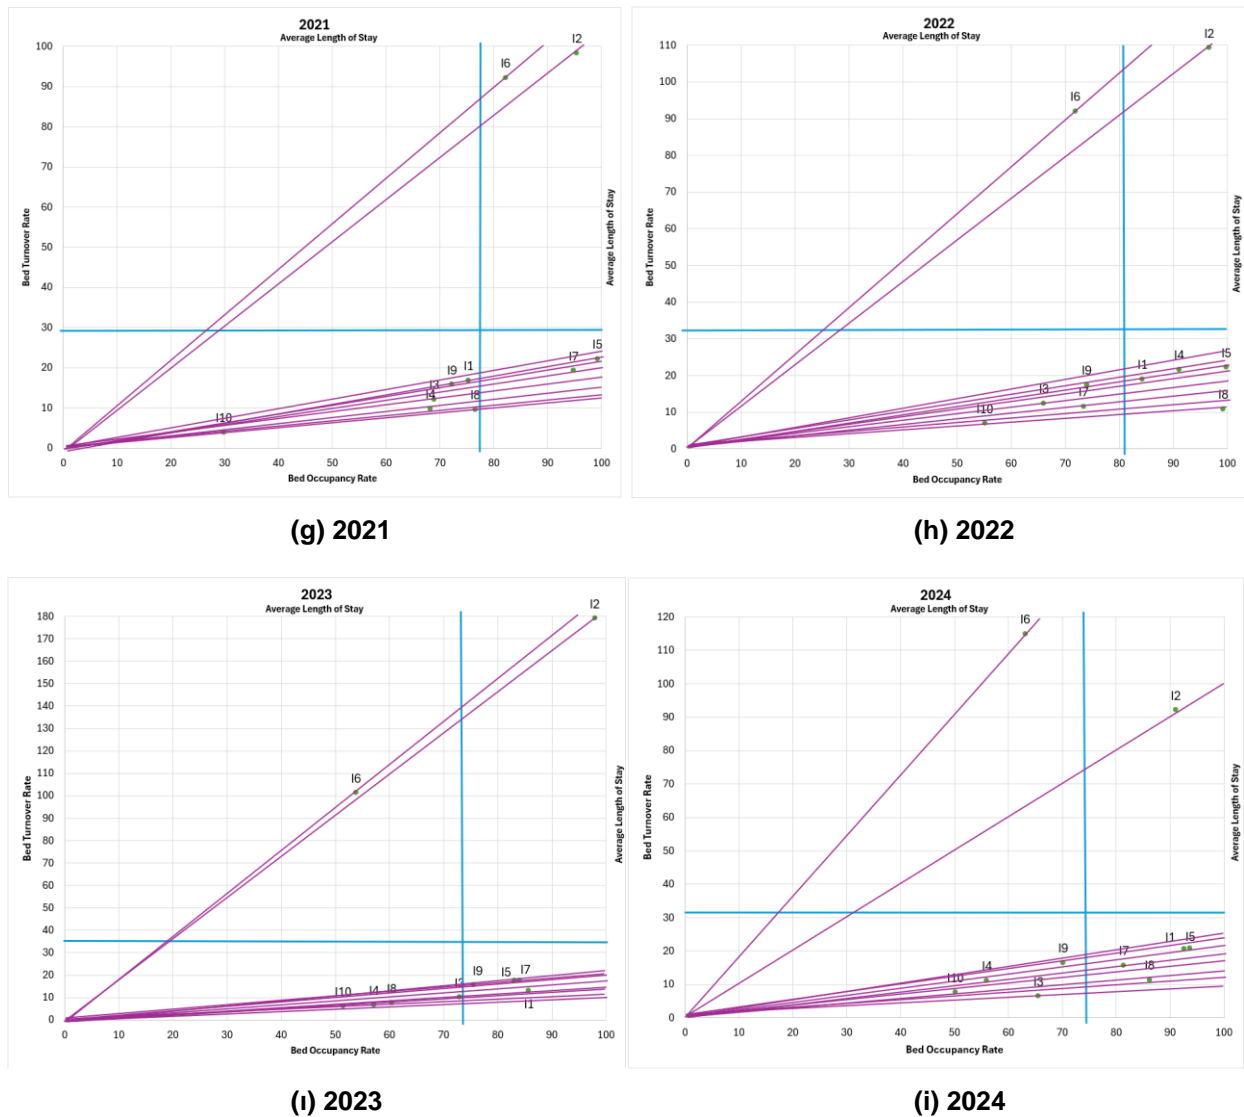 2021
Average Length of Stay
100
90
80
70
60
50
40
30
20
10
0
0 10 20 30 40 50 60 70 80 90 100
Bed Turnover Rate
Bed Occupancy Rate
Average Length of Stay
I2
I6
I5
I7
I1
I9
I3
I4
I8
I10
(g) 2021
2022
Average Length of Stay
110
100
90
80
70
60
50
40
30
20
10
0
0 10 20 30 40 50 60 70 80 90 100
Bed Turnover Rate
Bed Occupancy Rate
Average Length of Stay
I2
I6
I4
I5
I1
I9
I3
I7
I8
I10
(h) 2022
2023
Average Length of Stay
180
170
160
150
140
130
120
110
100
90
80
70
60
50
40
30
20
10
0
0 10 20 30 40 50 60 70 80 90 100
Bed Turnover Rate
Bed Occupancy Rate
Average Length of Stay
I2
I6
I9
I5
I7
I3
I10
I4
I8
I1
(ı) 2023
2024
Average Length of Stay
120
110
100
90
80
70
60
50
40
30
20
10
0
0 10 20 30 40 50 60 70 80 90 100
Bed Turnover Rate
Bed Occupancy Rate
Average Length of Stay
I6
I2
I1
I5
I9
I7
I4
I8
I10
I3
(i) 2024